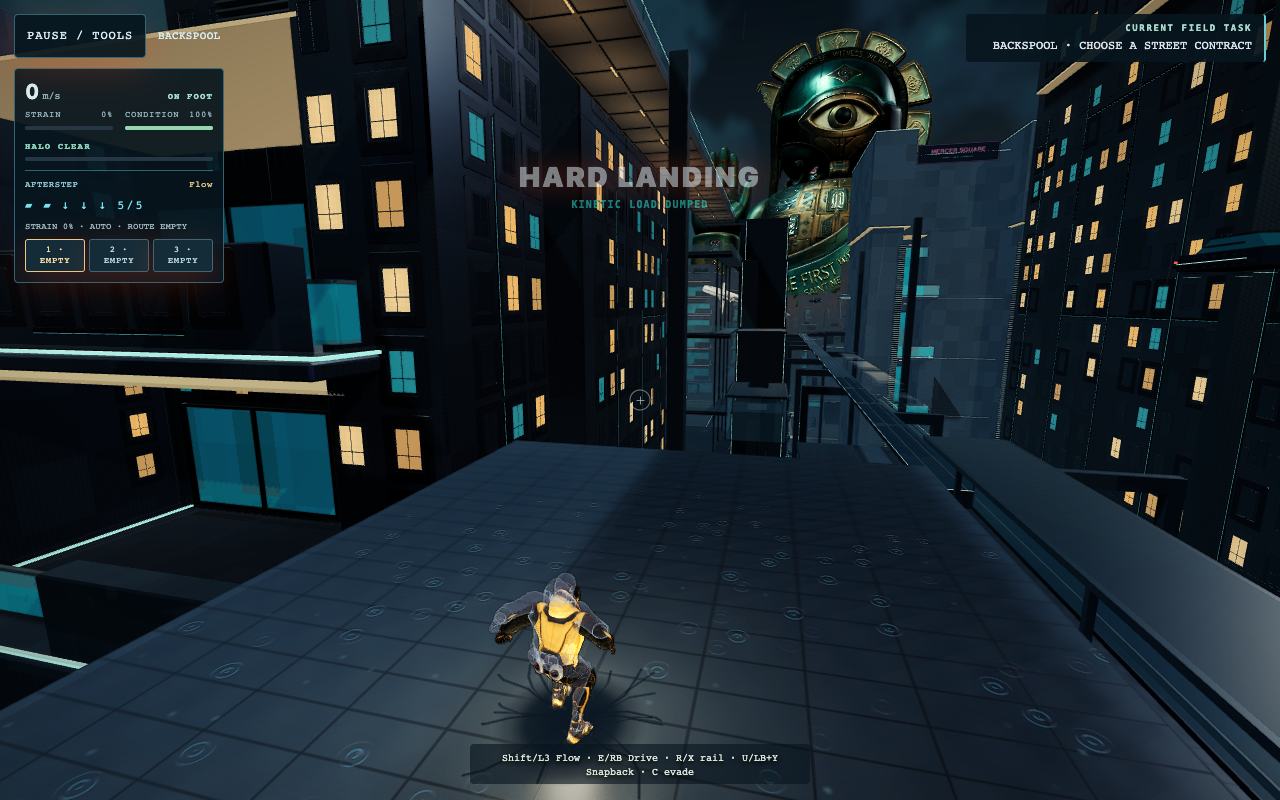 PAUSE / TOOLS
BACKSPOOL
CURRENT FIELD TASK
BACKSPOOL · CHOOSE A STREET CONTRACT
0 m/s
ON FOOT
STRAIN 0%
CONDITION 100%
HALO CLEAR
AFTERSTEP
Flow
5/5
STRAIN 0% · AUTO · ROUTE EMPTY
1 · EMPTY
2 · EMPTY
3 · EMPTY
HARD LANDING
KINETIC LOAD DUMPED
MERCER SQUARE
E FIRST
Shift/L3 Flow · E/RB Drive · R/X rail · U/LB+Y
Snapback · C evade